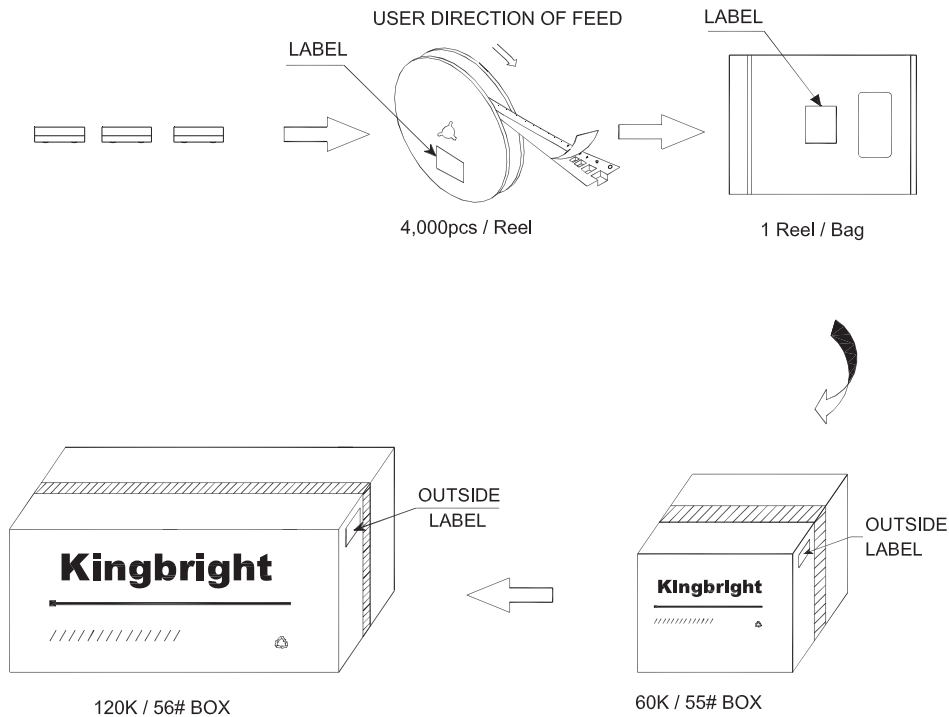 USER DIRECTION OF FEED
LABEL
LABEL
4,000pcs / Reel
1 Reel / Bag
OUTSIDE
LABEL
Kingbright
120K / 56# BOX
OUTSIDE
LABEL
Kingbright
60K / 55# BOX